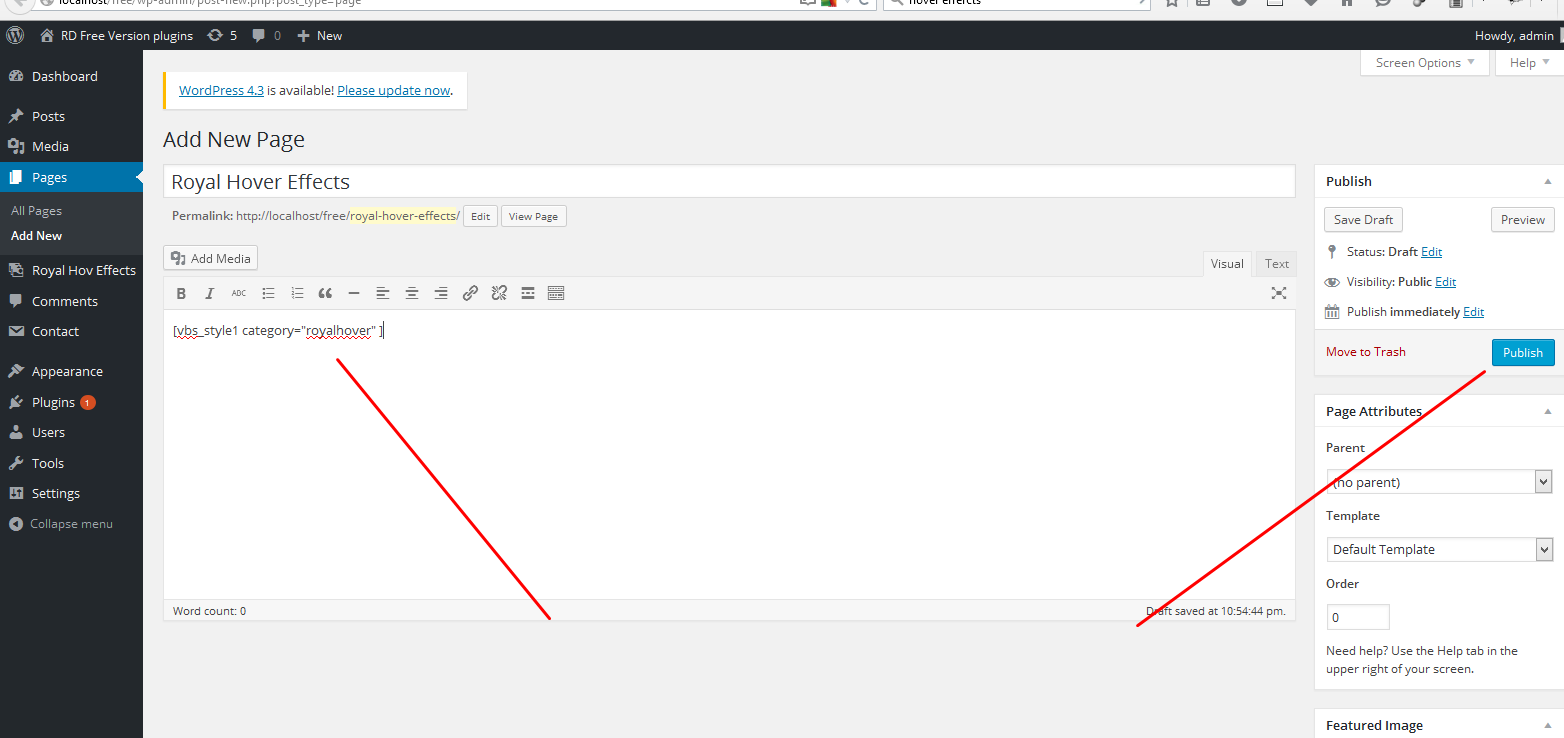 localhost/free/wp-admin/post-new.php?post_type=page
hover effercts
RD Free Version plugins 5 0 New
Howdy, admin
Dashboard
Posts
Media
Pages
All Pages
Add New
Royal Hov Effects
Comments
Contact
Appearance
Plugins 1
Users
Tools
Settings
Collapse menu
Screen Options
Help
WordPress 4.3 is available! Please update now.
Add New Page
Royal Hover Effects
Permalink: http://localhost/free/royal-hover-effects/ Edit View Page
Add Media
Visual Text
B I ABC
[vbs_style1 category="royalhover" ]
Word count: 0
Draft saved at 10:54:44 pm.
Publish
Save Draft Preview
Status: Draft Edit
Visibility: Public Edit
Publish immediately Edit
Move to Trash Publish
Page Attributes
Parent
(no parent)
Template
Default Template
Order
0
Need help? Use the Help tab in the
upper right of your screen.
Featured Image